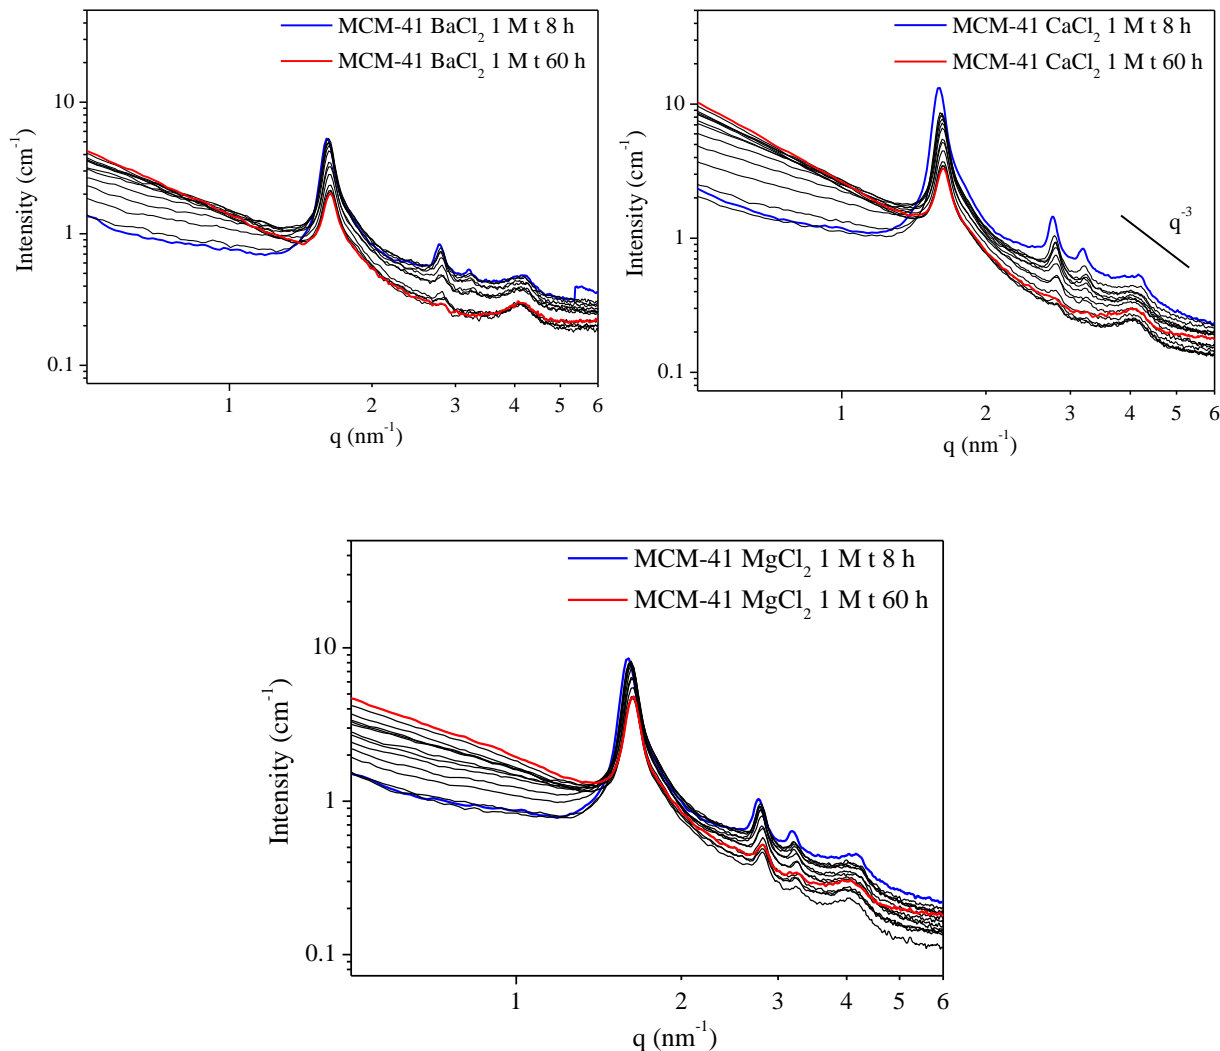 MCM-41 BaCl2 1 M t 8 h
MCM-41 BaCl2 1 M t 60 h
10
1
0.1
Intensity (cm-1)
1 2 3 4 5 6
q (nm-1)
MCM-41 CaCl2 1 M t 8 h
MCM-41 CaCl2 1 M t 60 h
10
1
0.1
Intensity (cm-1)
q-3
1 2 3 4 5 6
q (nm-1)
MCM-41 MgCl2 1 M t 8 h
MCM-41 MgCl2 1 M t 60 h
10
1
0.1
Intensity (cm-1)
1 2 3 4 5 6
q (nm-1)